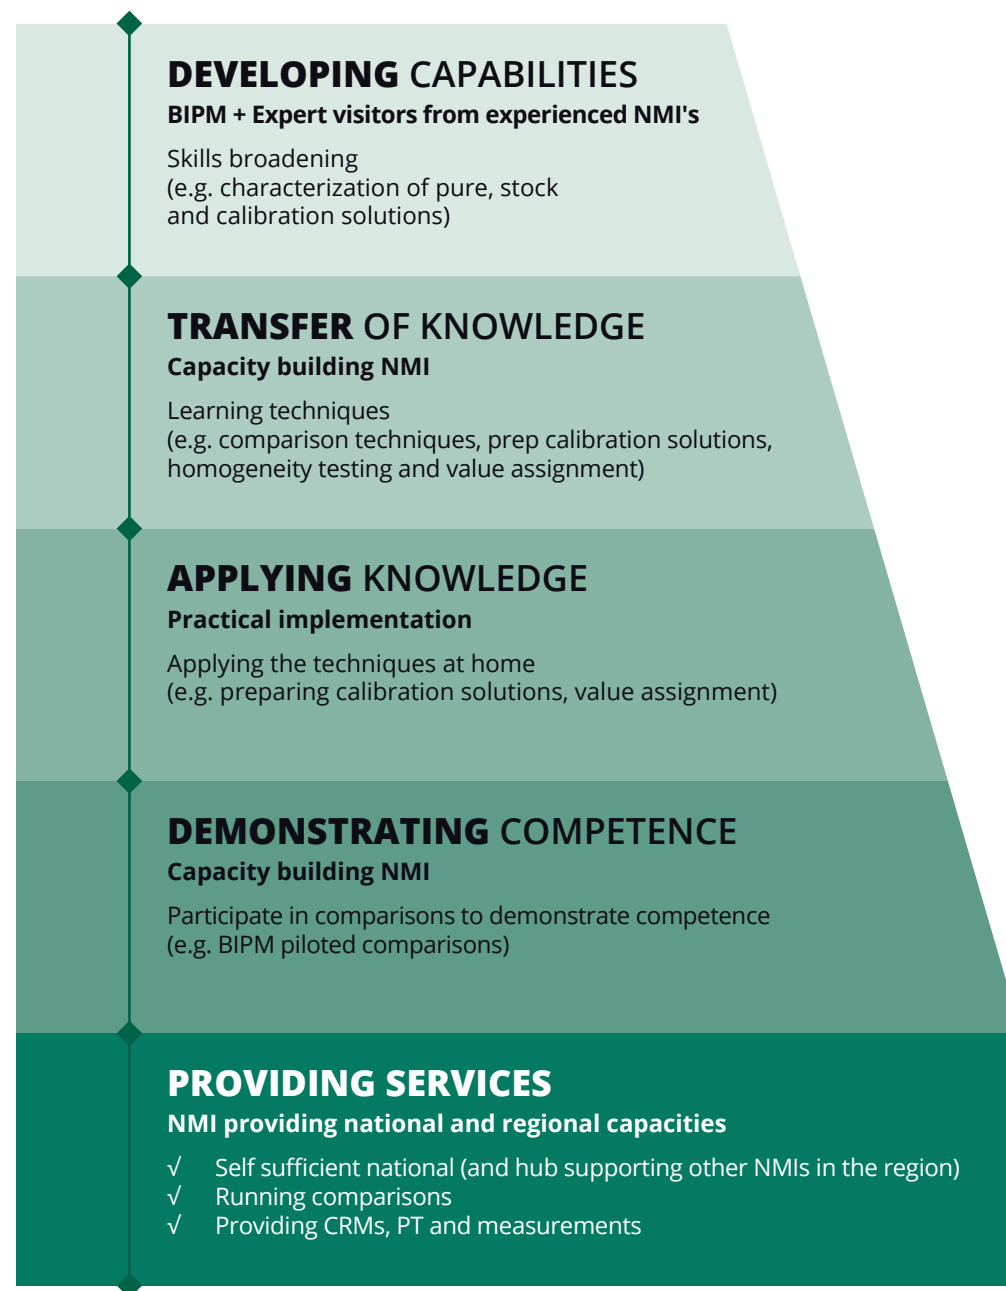 DEVELOPING CAPABILITIES
BIPM + Expert visitors from experienced NMI's
Skills broadening
(e.g. characterization of pure, stock
and calibration solutions)
TRANSFER OF KNOWLEDGE
Capacity building NMI
Learning techniques
(e.g. comparison techniques, prep calibration solutions,
homogeneity testing and value assignment)
APPLYING KNOWLEDGE
Practical implementation
Applying the techniques at home
(e.g. preparing calibration solutions, value assignment)
DEMONSTRATING COMPETENCE
Capacity building NMI
Participate in comparisons to demonstrate competence
(e.g. BIPM piloted comparisons)
PROVIDING SERVICES
NMI providing national and regional capacities
√ Self sufficient national (and hub supporting other NMIs in the region)
√ Running comparisons
√ Providing CRMs, PT and measurements